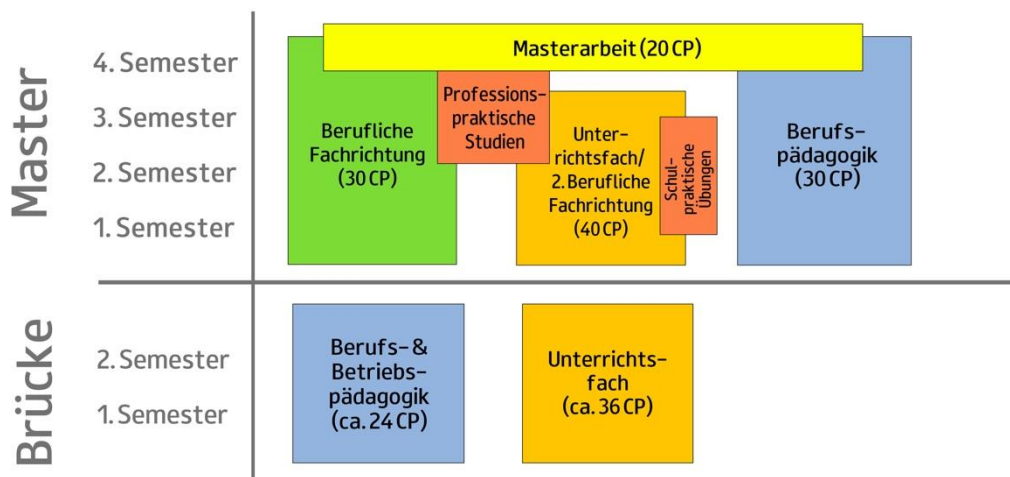 Master
4. Semester
3. Semester
2. Semester
1. Semester
Masterarbeit (20 CP)
Berufliche
Fachrichtung
(30 CP)
Professions-
praktische
Studien
Unter-
richtsfach/
2. Berufliche
Fachrichtung
(40 CP)
Schul-
praktische
Übungen
Berufs-
pädagogik
(30 CP)
Brücke
2. Semester
1. Semester
Berufs- &
Betriebs-
pädagogik
(ca. 24 CP)
Unterrichts-
fach
(ca. 36 CP)